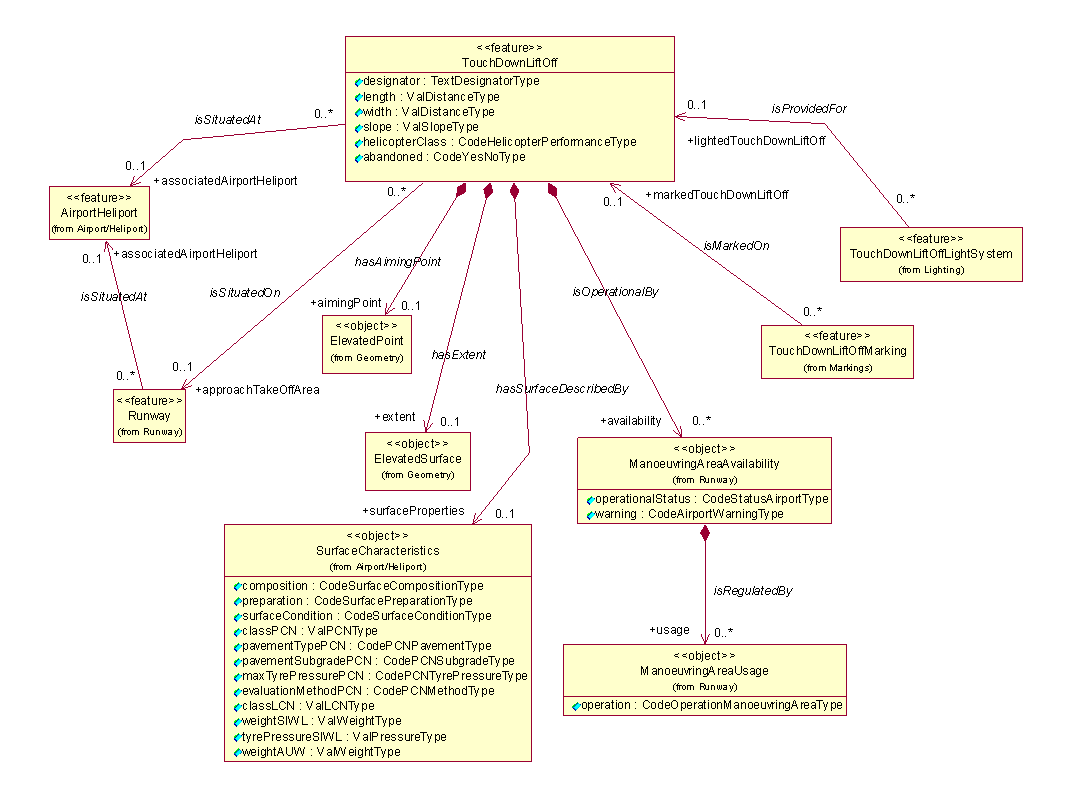 <<feature>>
TouchDownLiftOff
designator : TextDesignatorType
length : ValDistanceType
width : ValDistanceType
slope : ValSlopeType
helicopterClass : CodeHelicopterPerformanceType
abandoned : CodeYesNoType
isSituatedAt
0..*
0..1
+associatedAirportHeliport
0..1
isProvidedFor
+lightedTouchDownLiftOff
0..*
<<feature>>
AirportHeliport
(from Airport/Heliport)
0..*
0..1
+markedTouchDownLiftOff
<<feature>>
TouchDownLiftOffLightSystem
(from Lighting)
isMarkedOn
0..*
<<feature>>
TouchDownLiftOffMarking
(from Markings)
0..1
+associatedAirportHeliport
isSituatedAt
0..*
isSituatedOn
0..1
+approachTakeOffArea
<<feature>>
Runway
(from Runway)
hasAimingPoint
+aimingPoint
0..1
<<object>>
ElevatedPoint
(from Geometry)
hasExtent
+extent
0..1
<<object>>
ElevatedSurface
(from Geometry)
isOperationalBy
+availability
0..*
<<object>>
ManoeuvringAreaAvailability
(from Runway)
operationalStatus : CodeStatusAirportType
warning : CodeAirportWarningType
hasSurfaceDescribedBy
+surfaceProperties
0..1
<<object>>
SurfaceCharacteristics
(from Airport/Heliport)
composition : CodeSurfaceCompositionType
preparation : CodeSurfacePreparationType
surfaceCondition : CodeSurfaceConditionType
classPCN : ValPCNType
pavementTypePCN : CodePCNPavementType
pavementSubgradePCN : CodePCNSubgradeType
maxTyrePressurePCN : CodePCNTyrePressureType
evaluationMethodPCN : CodePCNMethodType
classLCN : ValLCNType
weightSIWL : ValWeightType
tyrePressureSIWL : ValPressureType
weightAUW : ValWeightType
isRegulatedBy
+usage
0..*
<<object>>
ManoeuvringAreaUsage
(from Runway)
operation : CodeOperationManoeuvringAreaType